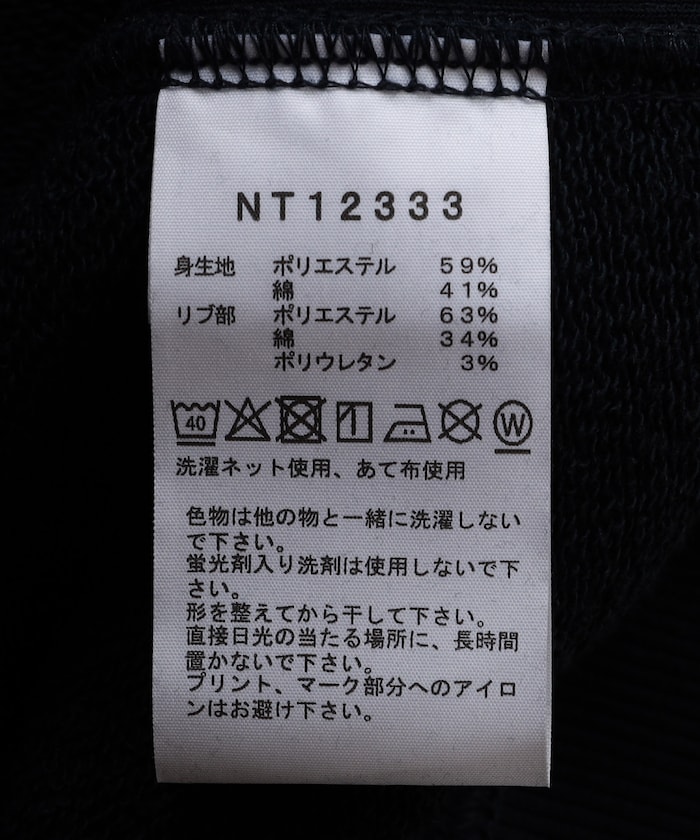 NT12333
身生地 ポリエステル 59%
綿 41%
リブ部 ポリエステル 63%
綿 34%
ポリウレタン 3%
40 W
洗濯ネット使用、あて布使用
色物は他の物と一緒に洗濯しない
で下さい。
蛍光剤入り洗剤は使用しないで下
さい。
形を整えてから干して下さい。
直接日光の当たる場所に、長時間
置かないで下さい。
プリント、マーク部分へのアイロ
ンはお避け下さい。